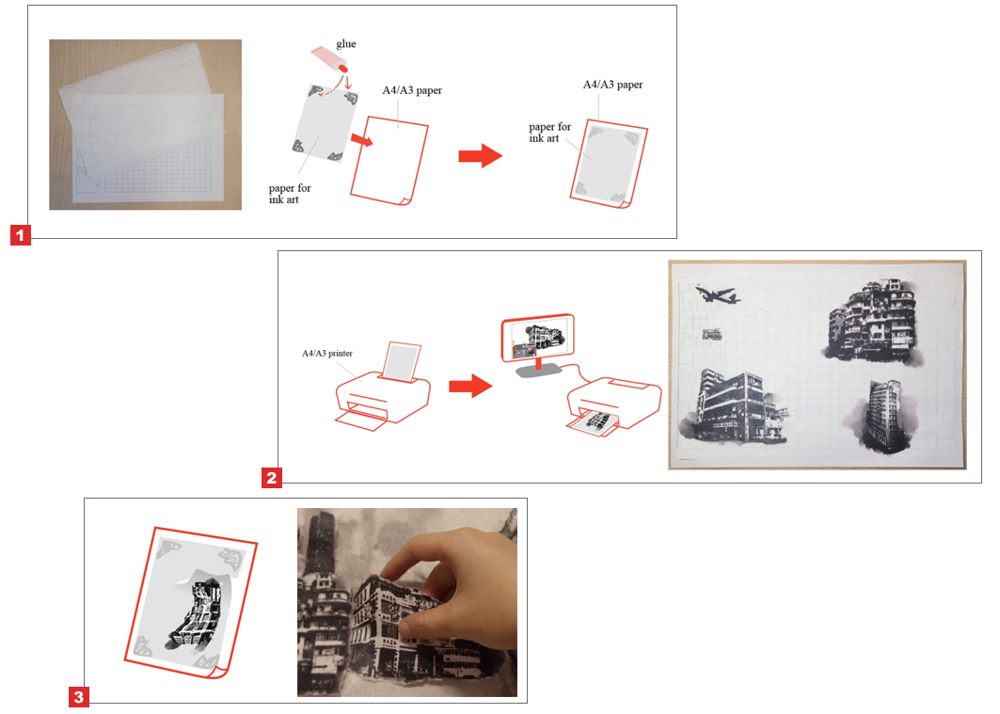 glue
A4/A3 paper
paper for
ink art
A4/A3 paper
paper for
ink art
1
A4/A3 printer
2
3